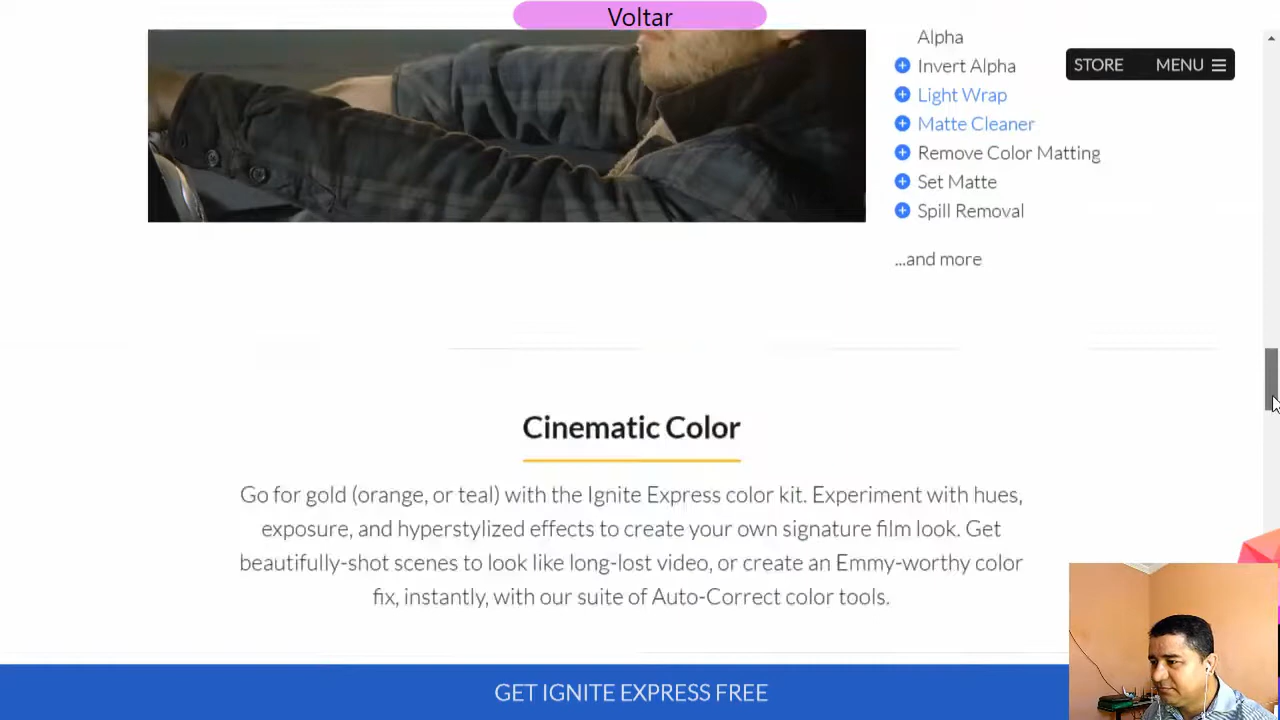 Voltar
Alpha
Invert Alpha
STORE MENU
Light Wrap
Matte Cleaner
Remove Color Matting
Set Matte
Spill Removal
...and more
Cinematic Color
Go for gold (orange, or teal) with the Ignite Express color kit. Experiment with hues,
exposure, and hyperstylized effects to create your own signature film look. Get
beautifully-shot scenes to look like long-lost video, or create an Emmy-worthy color
fix, instantly, with our suite of Auto-Correct color tools.
GET IGNITE EXPRESS FREE